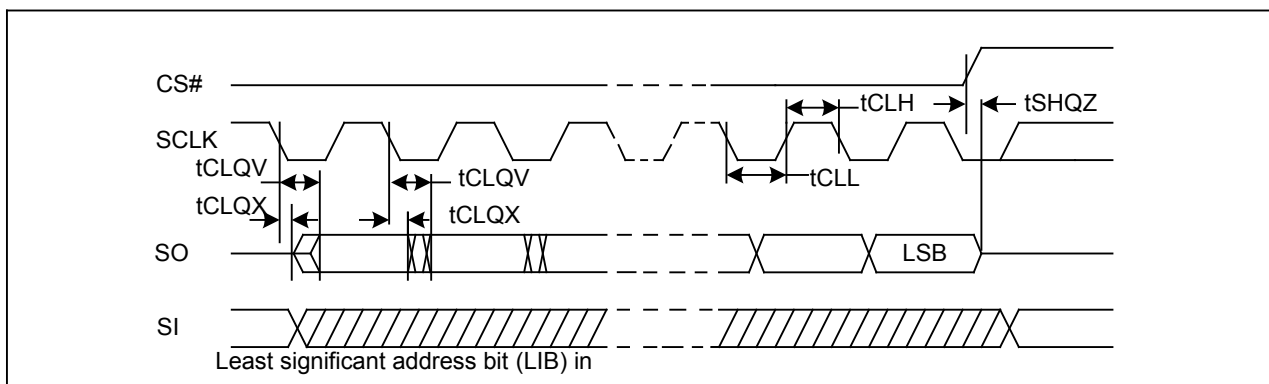 CS#
tCLH
tSHQZ
SCLK
tCLQV
tCLQV
tCLL
tCLQX
tCLQX
SO
LSB
SI
Least significant address bit (LIB) in